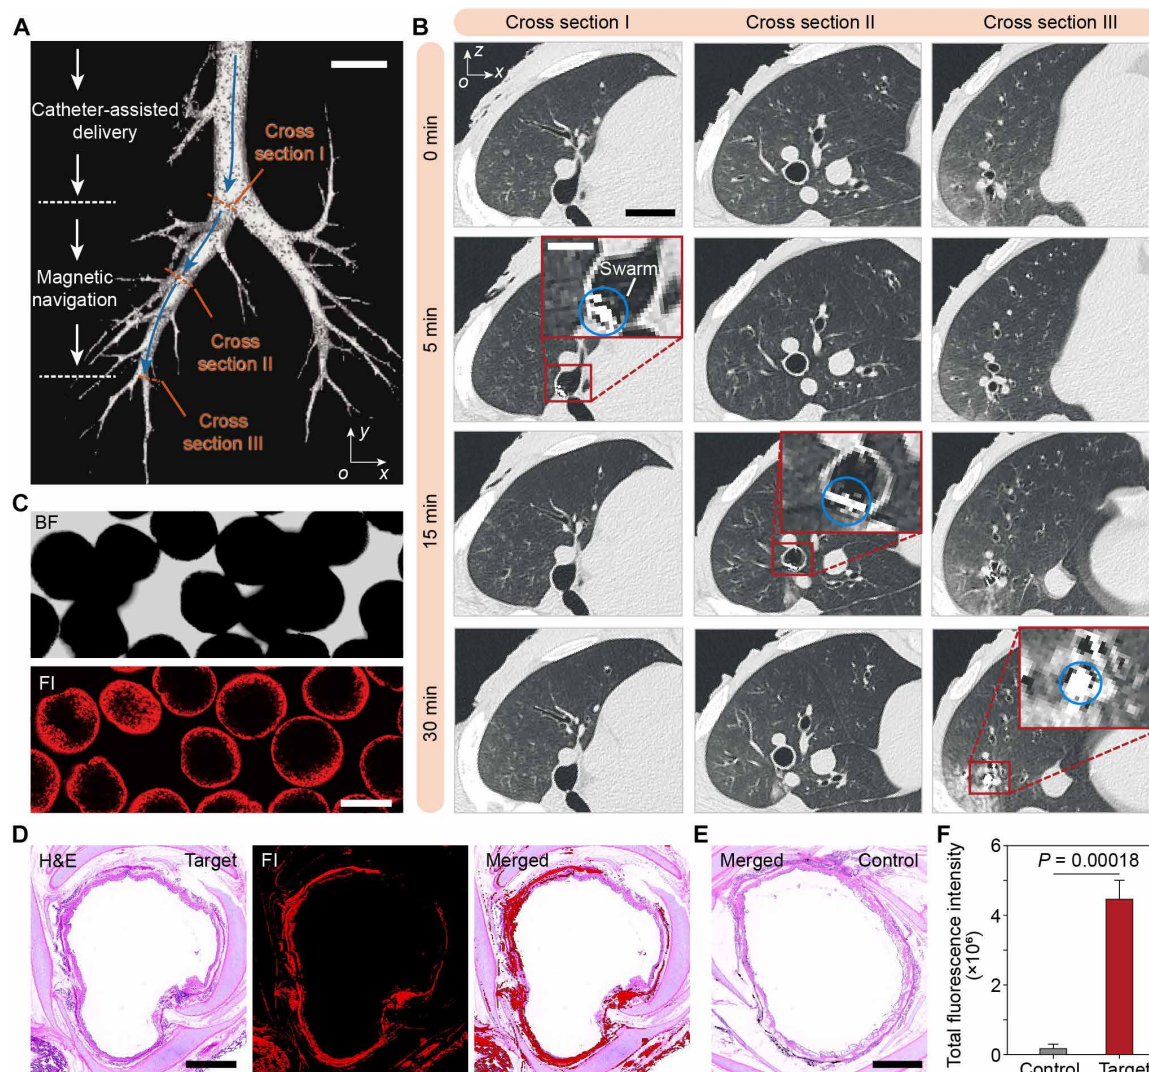 A
Catheter-assisted
delivery
Cross
section I
Magnetic
navigation
Cross
section II
Cross
section III
y
o
x
B
Cross section I
Cross section II
Cross section III
0 min
z
o
x
5 min
Swarm
15 min
30 min
C
BF
FI
D
H&E
Target
FI
Merged
E
Merged
Control
F
Total fluorescence intensity
(×10⁶)
6
4
2
0
P = 0.00018
Control
Target